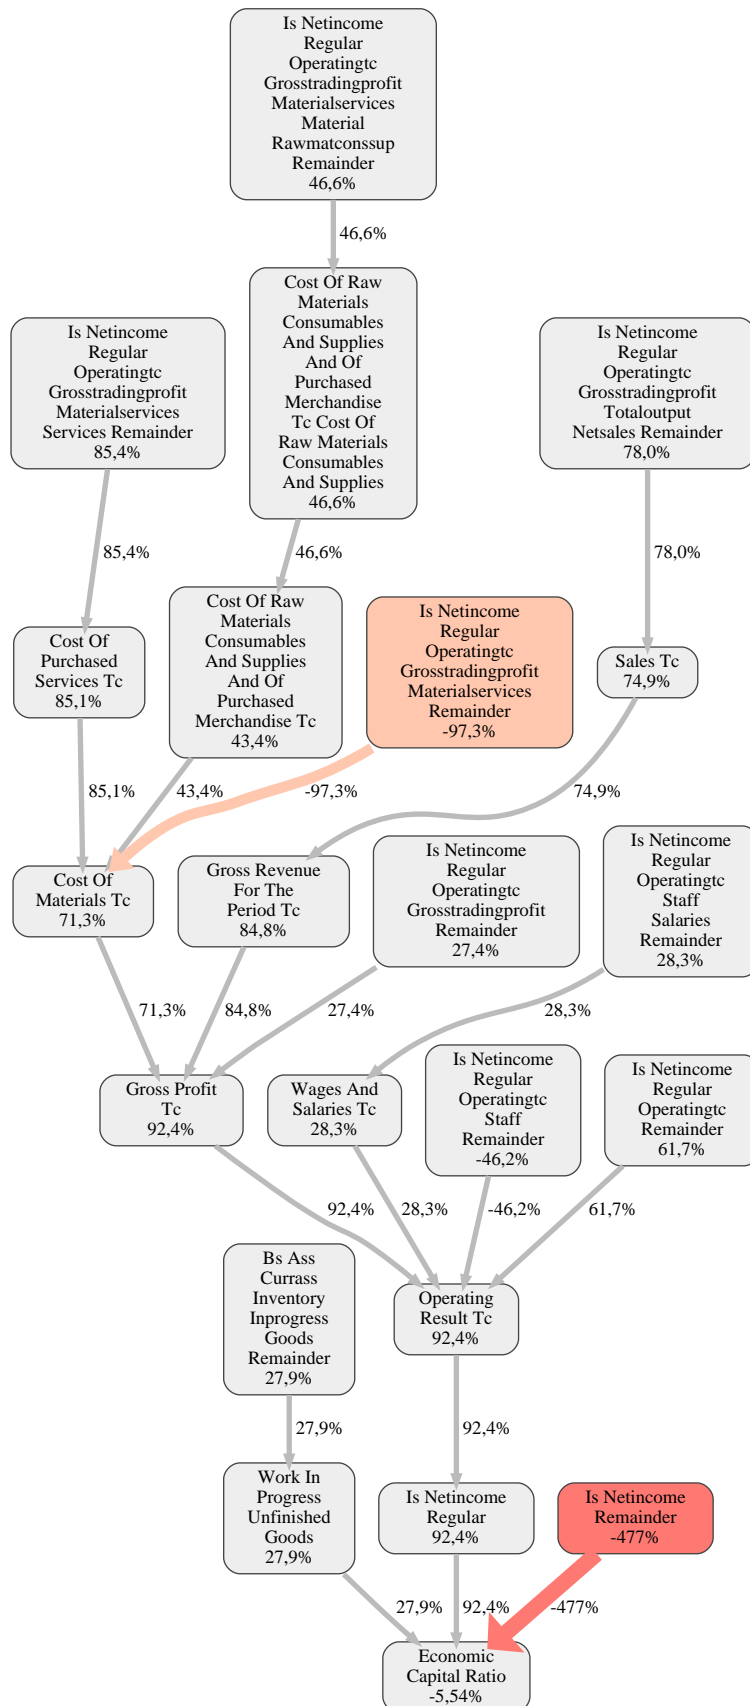 Is Netincome
Regular
Operatingtc
Grosstradingprofit
Materialservices
Material
Rawmatconssup
Remainder
46,6%
46,6%
Cost Of Raw
Materials
Consumables
And Supplies
And Of
Purchased
Merchandise
Tc Cost Of
Raw Materials
Consumables
And Supplies
46,6%
Is Netincome
Regular
Operatingtc
Grosstradingprofit
Materialservices
Services Remainder
85,4%
Is Netincome
Regular
Operatingtc
Grosstradingprofit
Totaloutput
Netsales Remainder
78,0%
85,4%
46,6%
78,0%
Cost Of
Purchased
Services Tc
85,1%
Cost Of Raw
Materials
Consumables
And Supplies
And Of
Purchased
Merchandise Tc
43,4%
Is Netincome
Regular
Operatingtc
Grosstradingprofit
Materialservices
Remainder
-97,3%
Sales Tc
74,9%
85,1%
43,4%
-97,3%
74,9%
Cost Of
Materials Tc
71,3%
Gross Revenue
For The
Period Tc
84,8%
Is Netincome
Regular
Operatingtc
Grosstradingprofit
Remainder
27,4%
Is Netincome
Regular
Operatingtc
Staff
Salaries
Remainder
28,3%
71,3%
84,8%
27,4%
28,3%
Gross Profit
Tc
92,4%
Wages And
Salaries Tc
28,3%
Is Netincome
Regular
Operatingtc
Staff
Remainder
-46,2%
Is Netincome
Regular
Operatingtc
Remainder
61,7%
92,4%
28,3%
-46,2%
61,7%
Bs Ass
Currass
Inventory
Inprogress
Goods
Remainder
27,9%
Operating
Result Tc
92,4%
27,9%
92,4%
Work In
Progress
Unfinished
Goods
27,9%
Is Netincome
Regular
92,4%
Is Netincome
Remainder
-477%
27,9%
92,4%
-477%
Economic
Capital Ratio
-5,54%